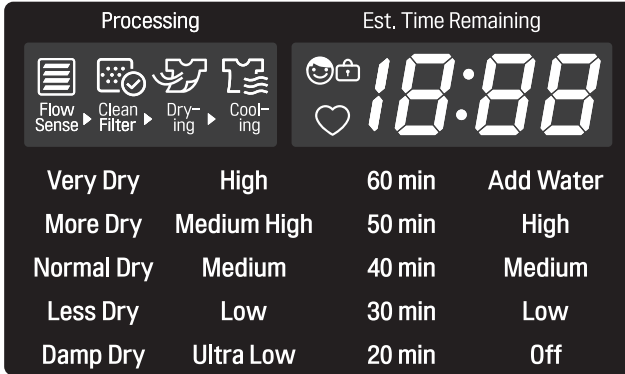 Processing
Est. Time Remaining
Flow Sense
Clean Filter
Dry-ing
Cool-ing
18:88
Very Dry High 60 min Add Water
More Dry Medium High 50 min High
Normal Dry Medium 40 min Medium
Less Dry Low 30 min Low
Damp Dry Ultra Low 20 min Off